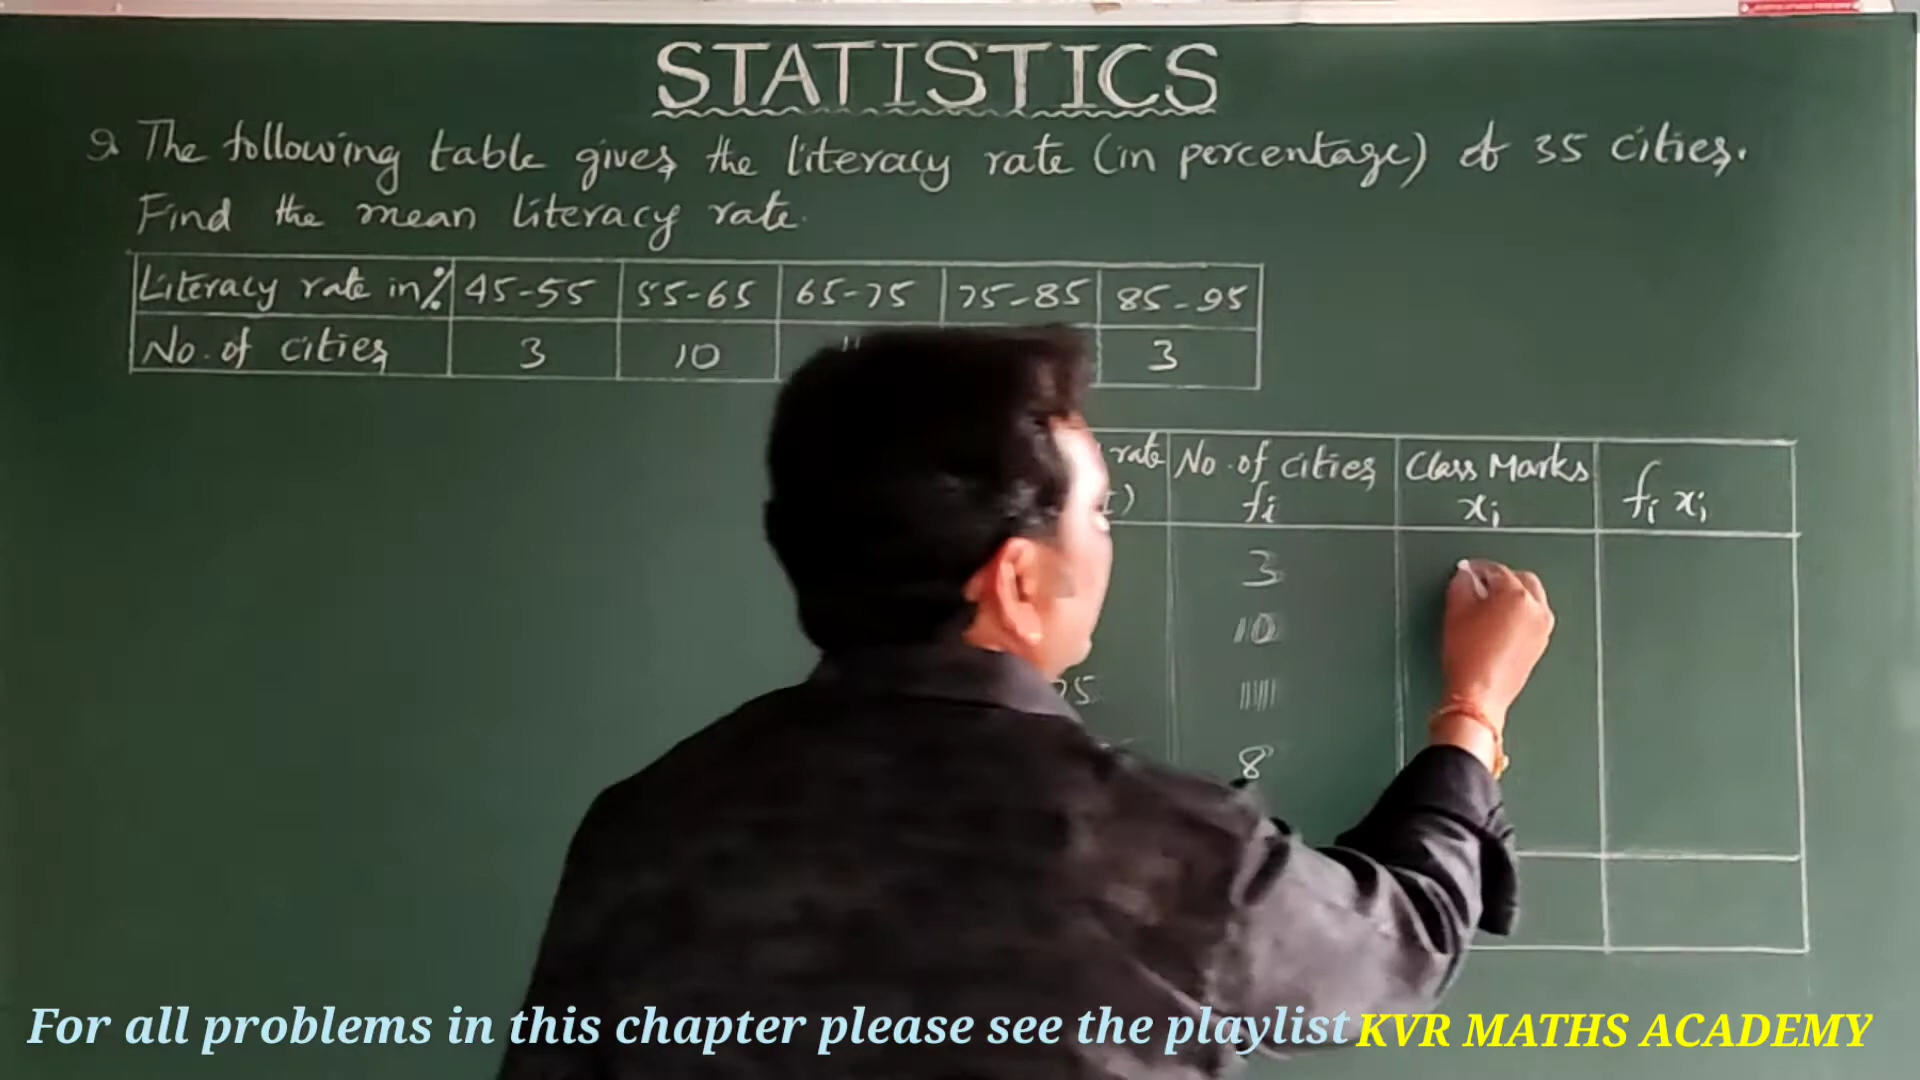 STATISTICS
9. The following table gives the literacy rate (in percentage) of 35 cities.
Find the mean literacy rate.
Literacy rate in % 45-55 55-65 65-75 75-85 85-95
No. of cities 3 10 3
rate No. of cities Class Marks fi xi
fi xi
3
10
11
8
For all problems in this chapter please see the playlist KVR MATHS ACADEMY